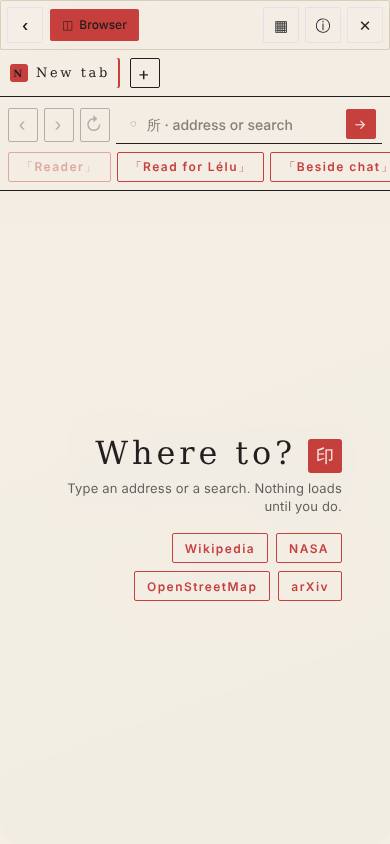 Browser
N New tab +
所 · address or search
「Reader」 「Read for Lélu」 「Beside chat」
Where to? 印
Type an address or a search. Nothing loads
until you do.
Wikipedia NASA
OpenStreetMap arXiv